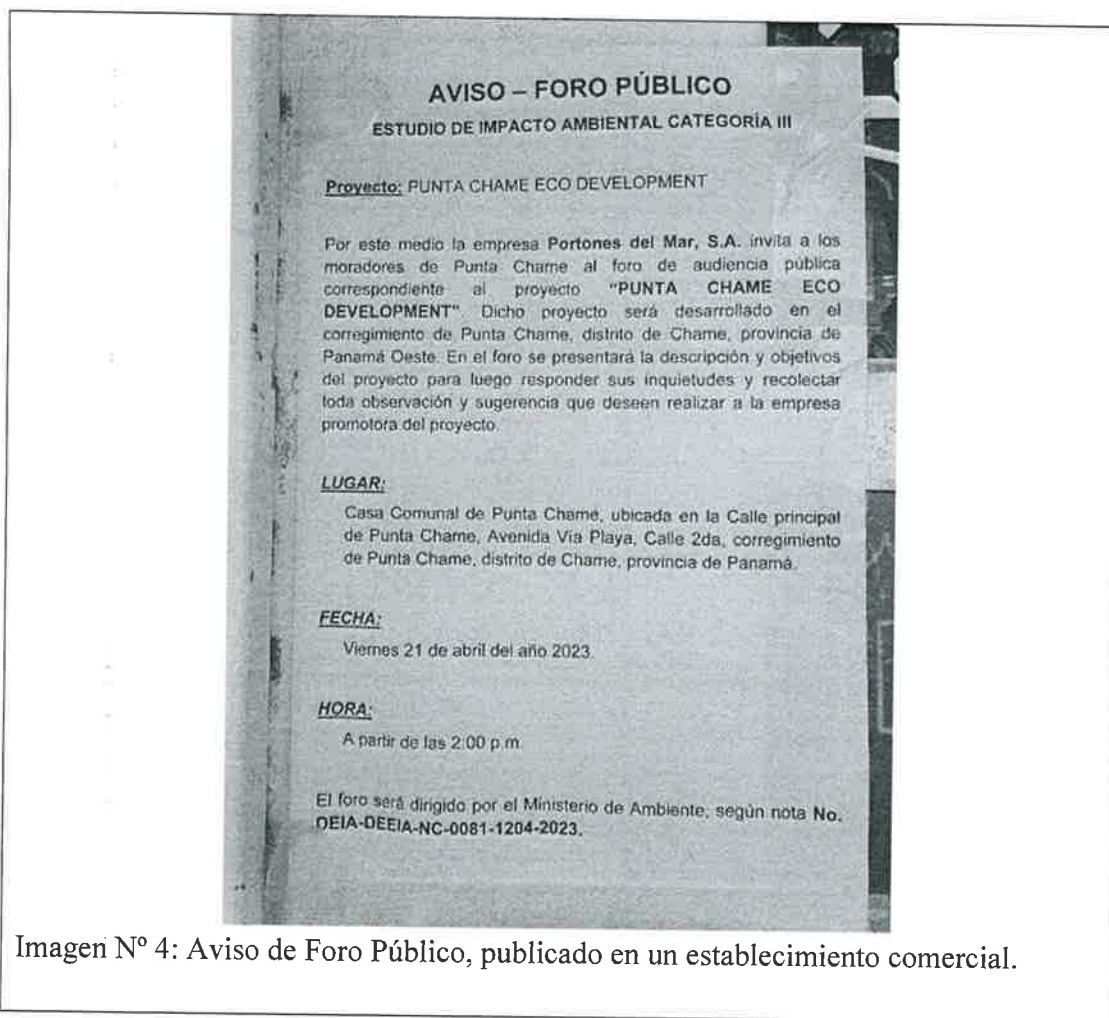 AVISO – FORO PÚBLICO
ESTUDIO DE IMPACTO AMBIENTAL CATEGORÍA III
Proyecto: PUNTA CHAME ECO DEVELOPMENT
Por este medio la empresa Portones del Mar, S.A. invita a los
moradores de Punta Chame al foro de audiencia pública
correspondiente al proyecto "PUNTA CHAME ECO
DEVELOPMENT". Dicho proyecto será desarrollado en el
corregimiento de Punta Chame, distrito de Chame, provincia de
Panamá Oeste. En el foro se presentará la descripción y objetivos
del proyecto para luego responder sus inquietudes y recolectar
toda observación y sugerencia que deseen realizar a la empresa
promotora del proyecto.
LUGAR:
Casa Comunal de Punta Chame, ubicada en la Calle principal
de Punta Chame, Avenida Vía Playa, Calle 2da, corregimiento
de Punta Chame, distrito de Chame, provincia de Panamá.
FECHA:
Viernes 21 de abril del año 2023.
HORA:
A partir de las 2:00 p.m.
El foro será dirigido por el Ministerio de Ambiente, según nota No.
DEIA-DEEIA-NC-0081-1204-2023.
Imagen Nº 4: Aviso de Foro Público, publicado en un establecimiento comercial.